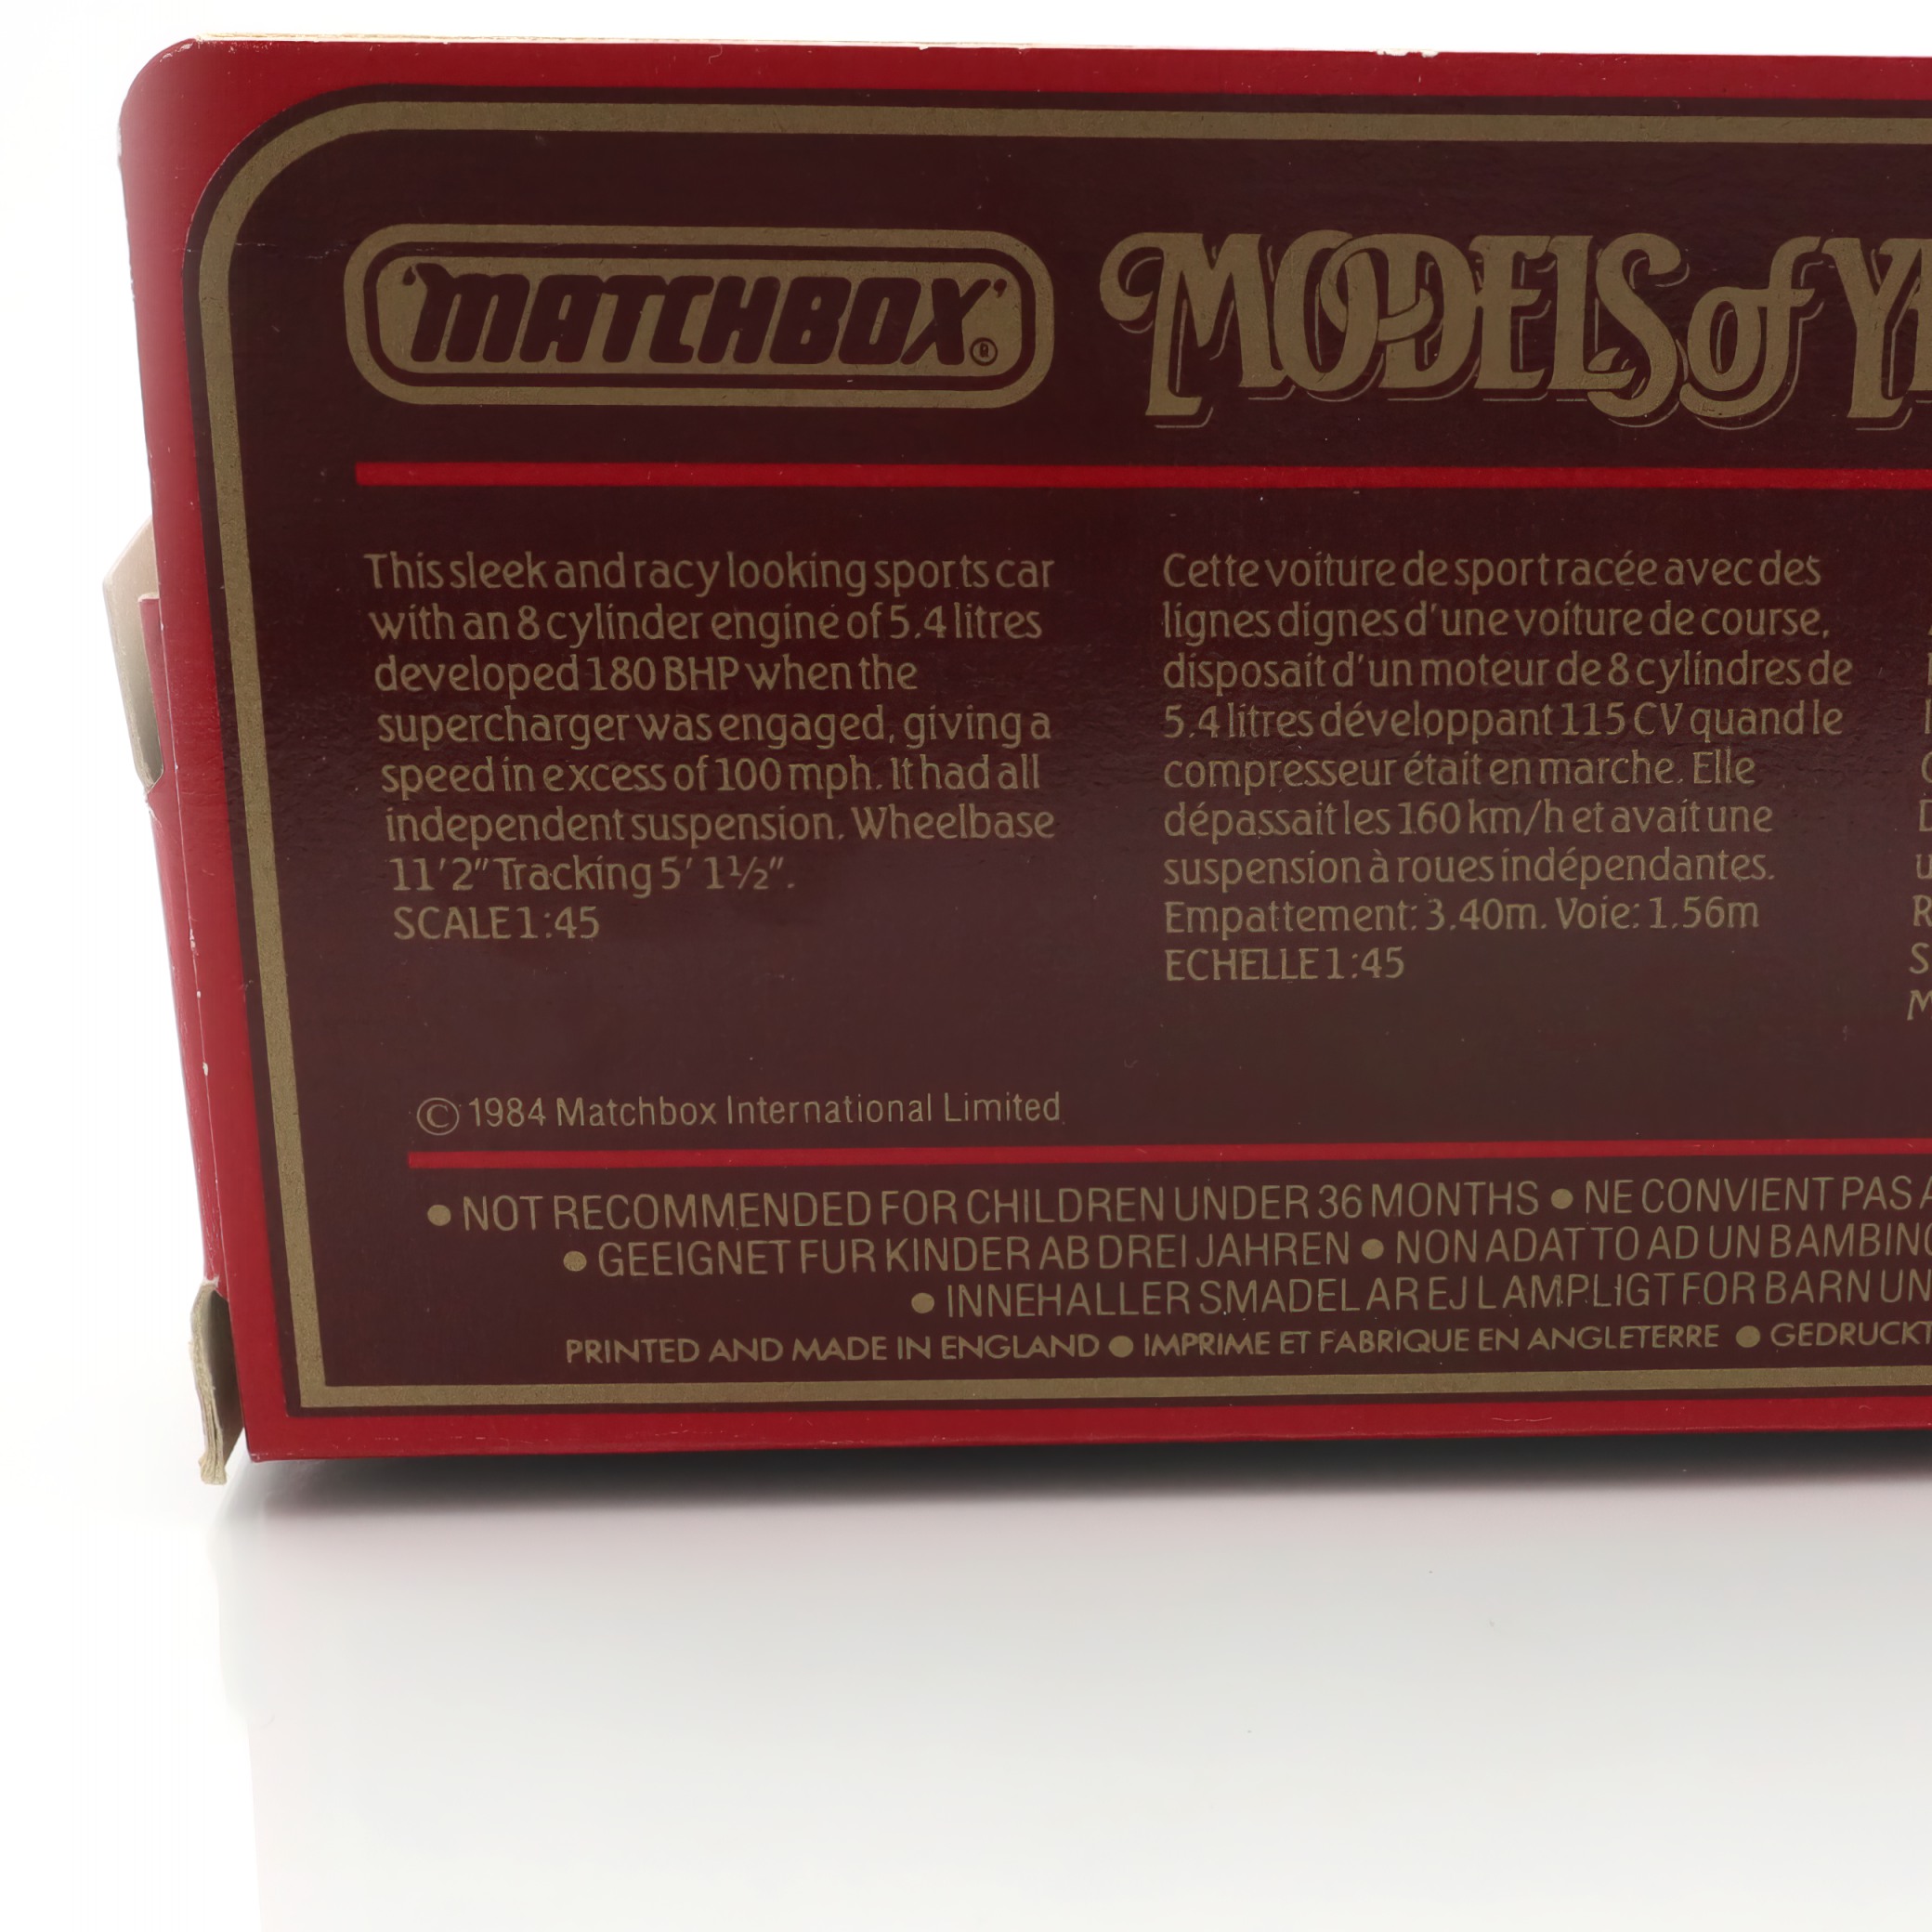 'MATCHBOX'®
MODELS of Y
This sleek and racy looking sports car
with an 8 cylinder engine of 5.4 litres
developed 180 BHP when the
supercharger was engaged, giving a
speed in excess of 100 mph. It had all
independent suspension. Wheelbase
11'2" Tracking 5' 1½".
SCALE 1:45
Cette voiture de sport racée avec des
lignes dignes d'une voiture de course,
disposait d'un moteur de 8 cylindres de
5.4 litres développant 115 CV quand le
compresseur était en marche. Elle
dépassait les 160 km/h et avait une
suspension à roues indépendantes.
Empattement: 3.40m. Voie: 1.56m
ECHELLE 1:45
© 1984 Matchbox International Limited
• NOT RECOMMENDED FOR CHILDREN UNDER 36 MONTHS • NE CONVIENT PAS A
• GEEIGNET FUR KINDER AB DREI JAHREN • NON ADATTO AD UN BAMBINO
• INNEHALLER SMADELAR EJ LAMPLIGT FOR BARN UN
PRINTED AND MADE IN ENGLAND • IMPRIME ET FABRIQUE EN ANGLETERRE • GEDRUCKT